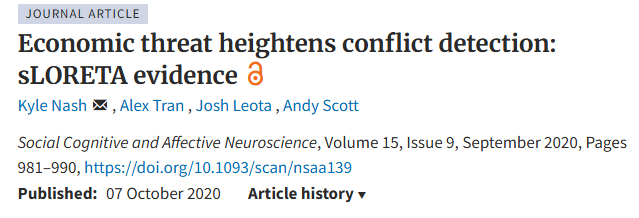 JOURNAL ARTICLE
Economic threat heightens conflict detection:
sLORETA evidence
Kyle Nash , Alex Tran , Josh Leota , Andy Scott
Social Cognitive and Affective Neuroscience, Volume 15, Issue 9, September 2020, Pages
981–990, https://doi.org/10.1093/scan/nsaa139
Published: 07 October 2020 Article history